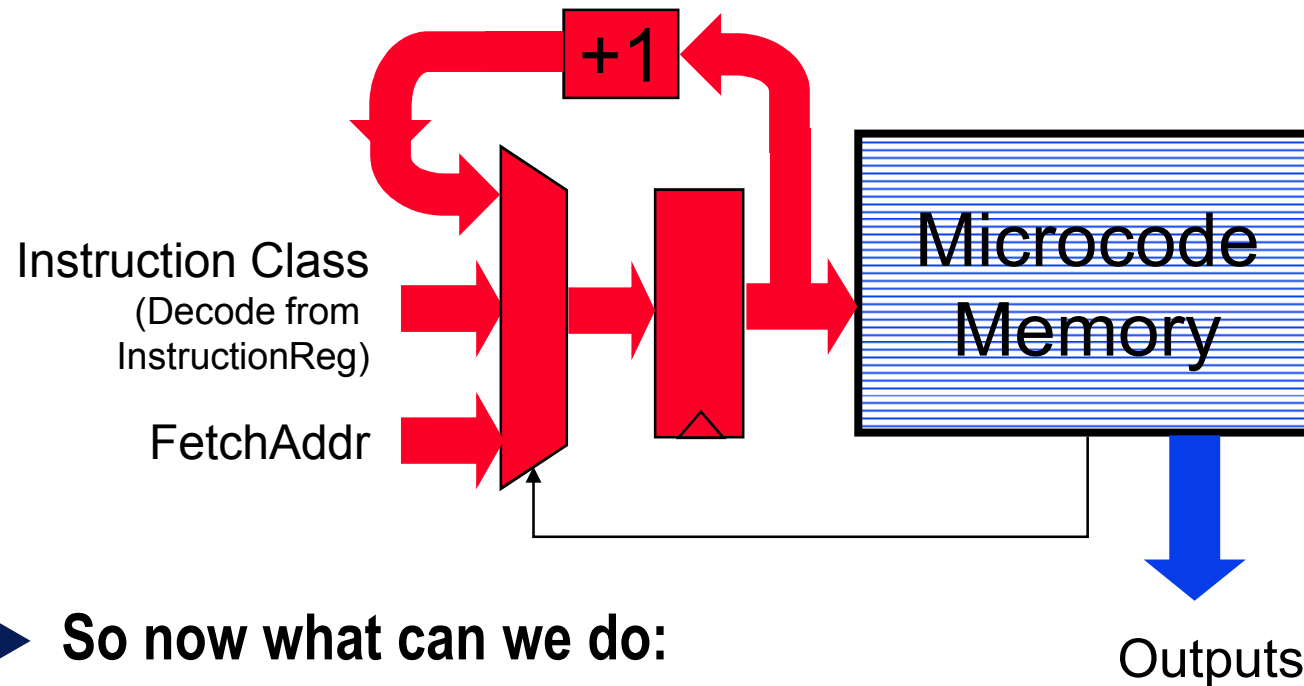 +1
Instruction Class
(Decode from
InstructionReg)
FetchAddr
Microcode
Memory
So now what can we do:
Outputs